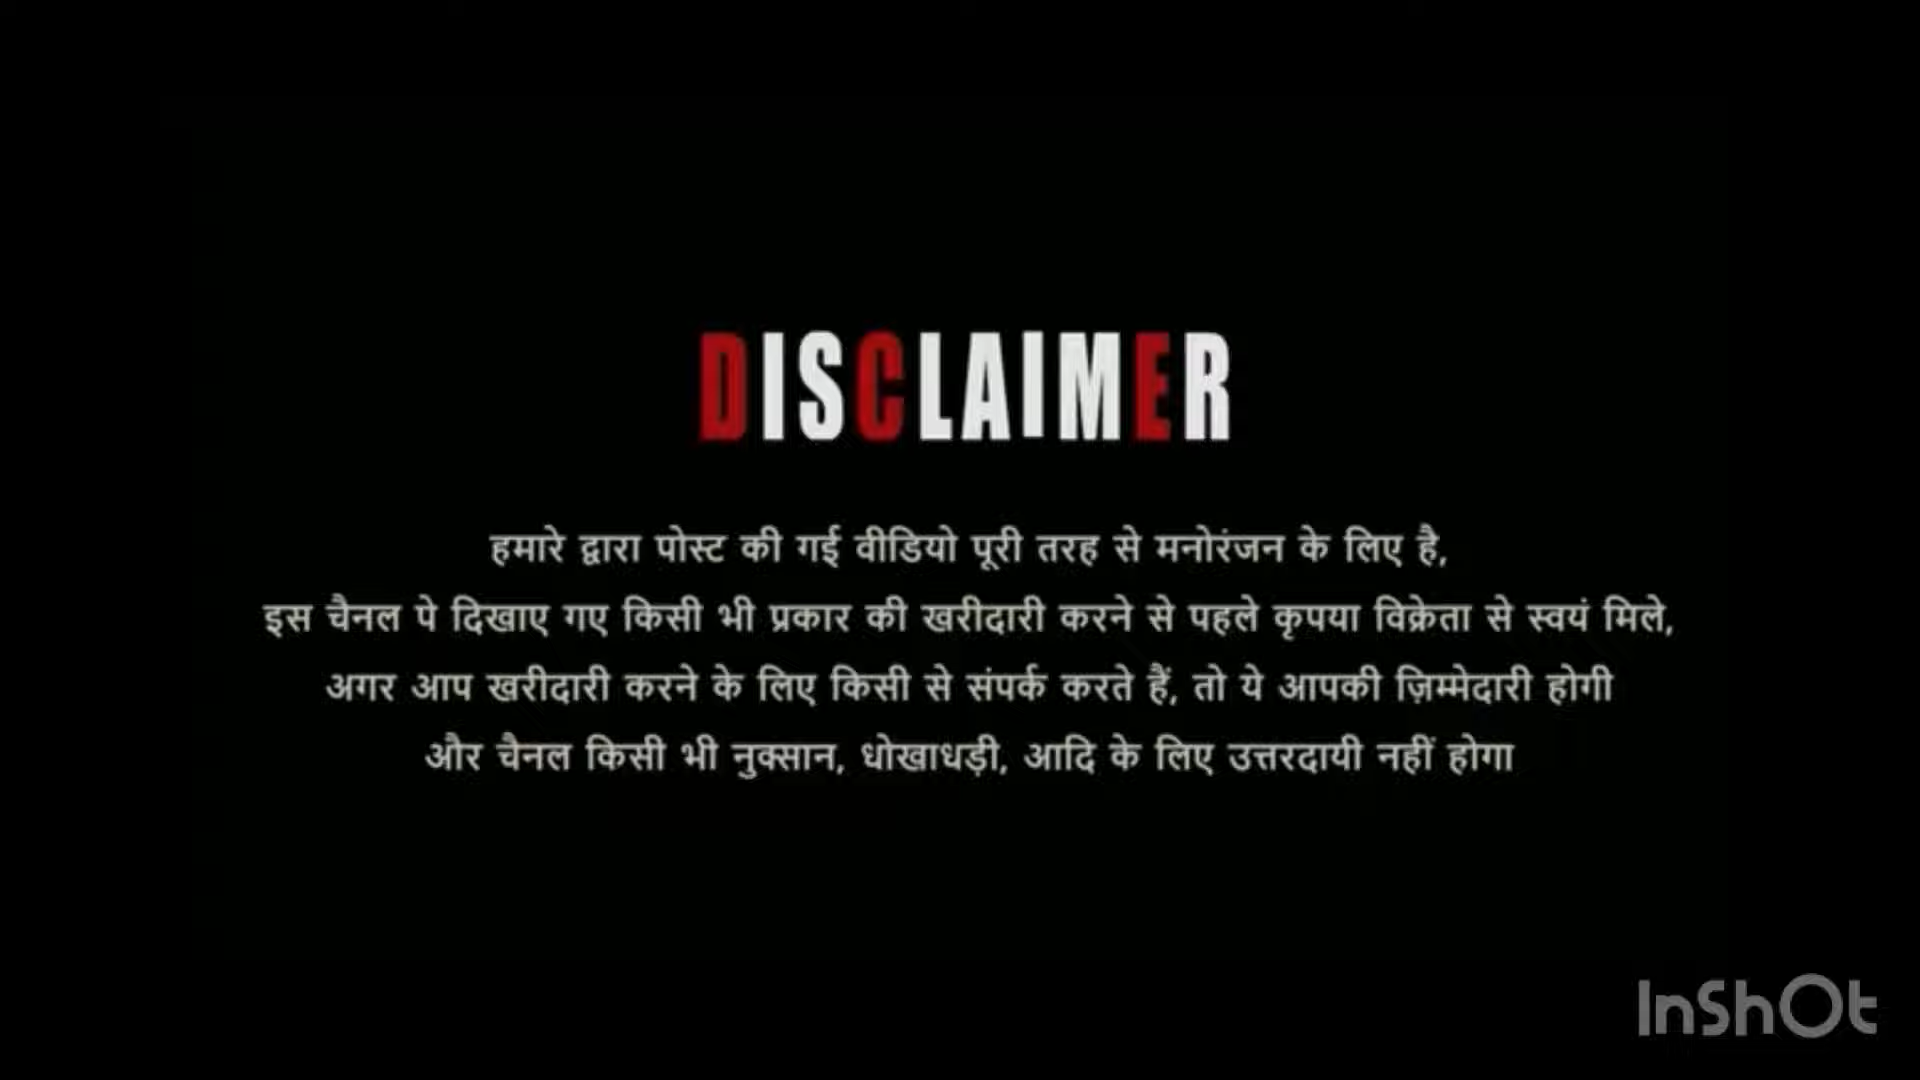 DISCLAIMER
हमारे द्वारा पोस्ट की गई वीडियो पूरी तरह से मनोरंजन के लिए है,
इस चैनल पे दिखाए गए किसी भी प्रकार की खरीदारी करने से पहले कृपया विक्रेता से स्वयं मिले,
अगर आप खरीदारी करने के लिए किसी से संपर्क करते हैं, तो ये आपकी ज़िम्मेदारी होगी
और चैनल किसी भी नुक्सान, धोखाधड़ी, आदि के लिए उत्तरदायी नहीं होगा
InShOt